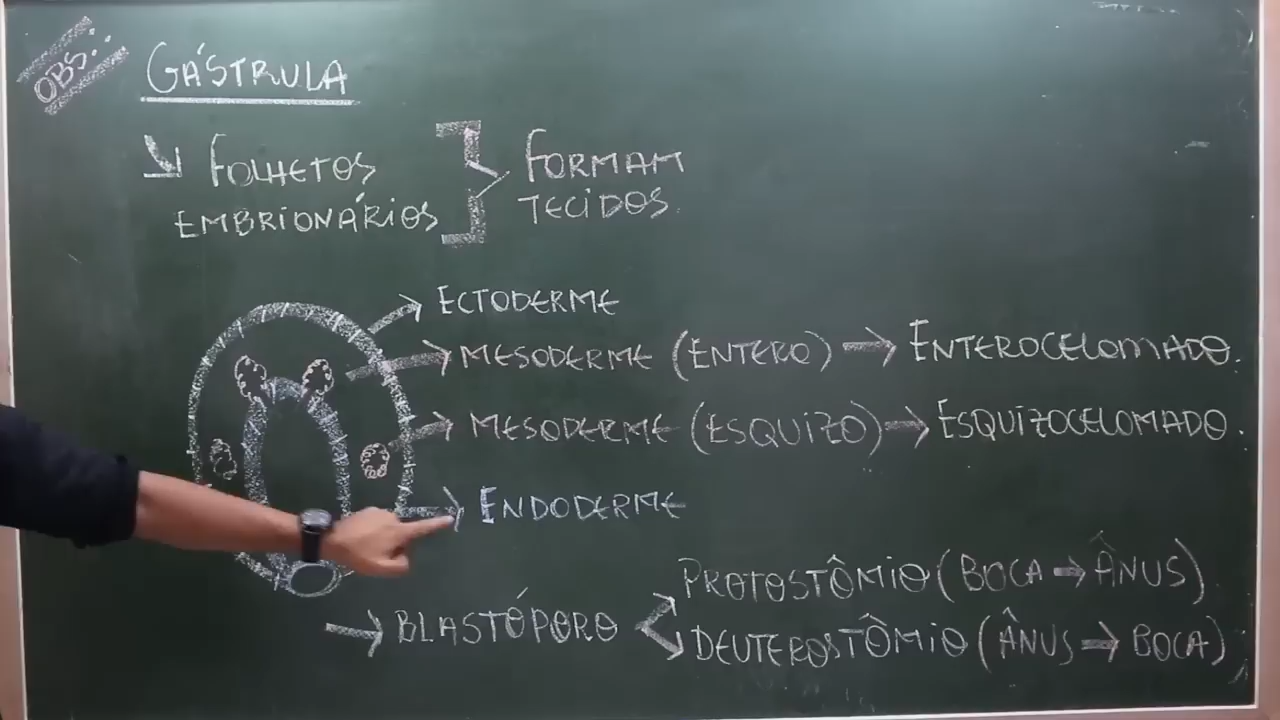 OBS:.
GÁSTRULA
FOLHETOS
EMBRIONÁRIOS
FORMAM
TECIDOS.
ECTODERME
MESODERME (ENTERO) → ENTEROCELOMADO.
MESODERME (ESQUIZO) → ESQUIZOCELOMADO.
ENDODERME
→ BLASTÓPORO
PROTOSTÔMIO (BOCA → ÂNUS)
DEUTEROSTÔMIO (ÂNUS → BOCA)